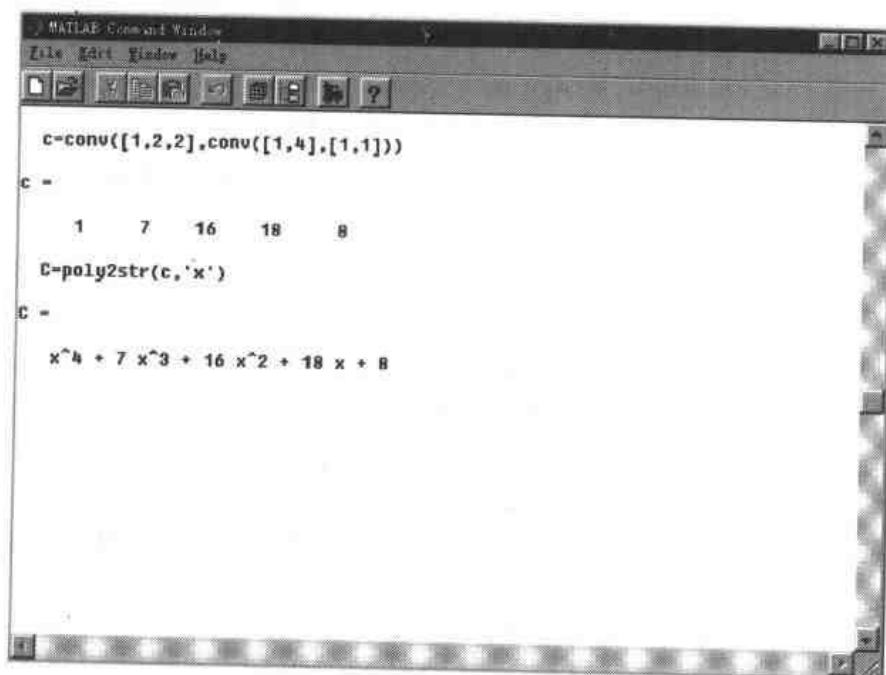 MATLAB Command Window
File Edit Window Help
c=conv([1,2,2],conv([1,4],[1,1]))
c =
1 7 16 18 8
C=poly2str(c,'x')
C =
x^4 + 7 x^3 + 16 x^2 + 18 x + 8